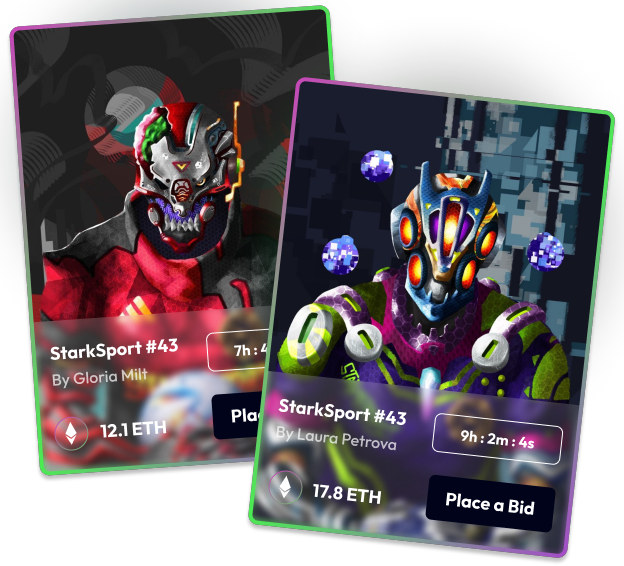 StarkSport #43
By Gloria Milt
7h : 4
12.1 ETH
StarkSport #43
By Laura Petrova
9h : 2m : 4s
17.8 ETH
Place a Bid